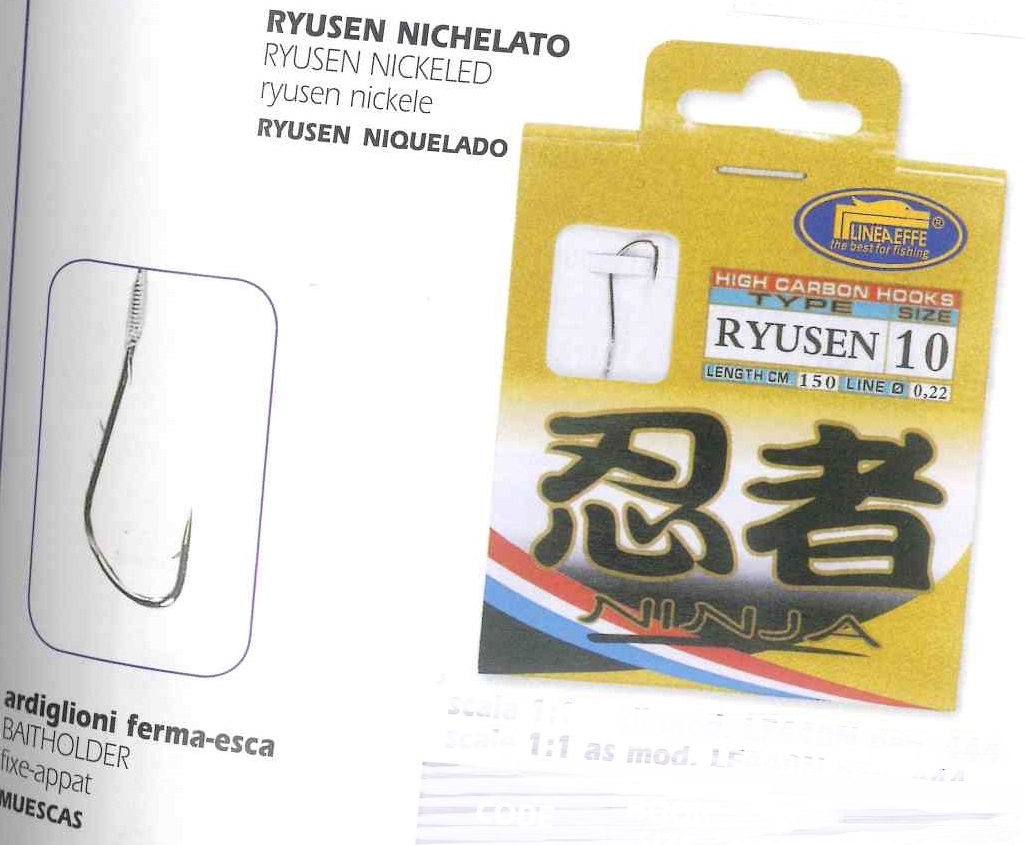 RYUSEN NICHELATO
RYUSEN NICKELED
ryusen nickele
RYUSEN NIQUELADO
LINEAEFFE ®
the best for fishing
HIGH CARBON HOOKS
TYPE SIZE
RYUSEN 10
LENGTH CM 150 LINE Ø 0,22
忍者
NINJA
ardiglioni ferma-esca
BAITHOLDER
fixe-appat
MUESCAS
scala 1:1
scale 1:1 as mod.
CODE